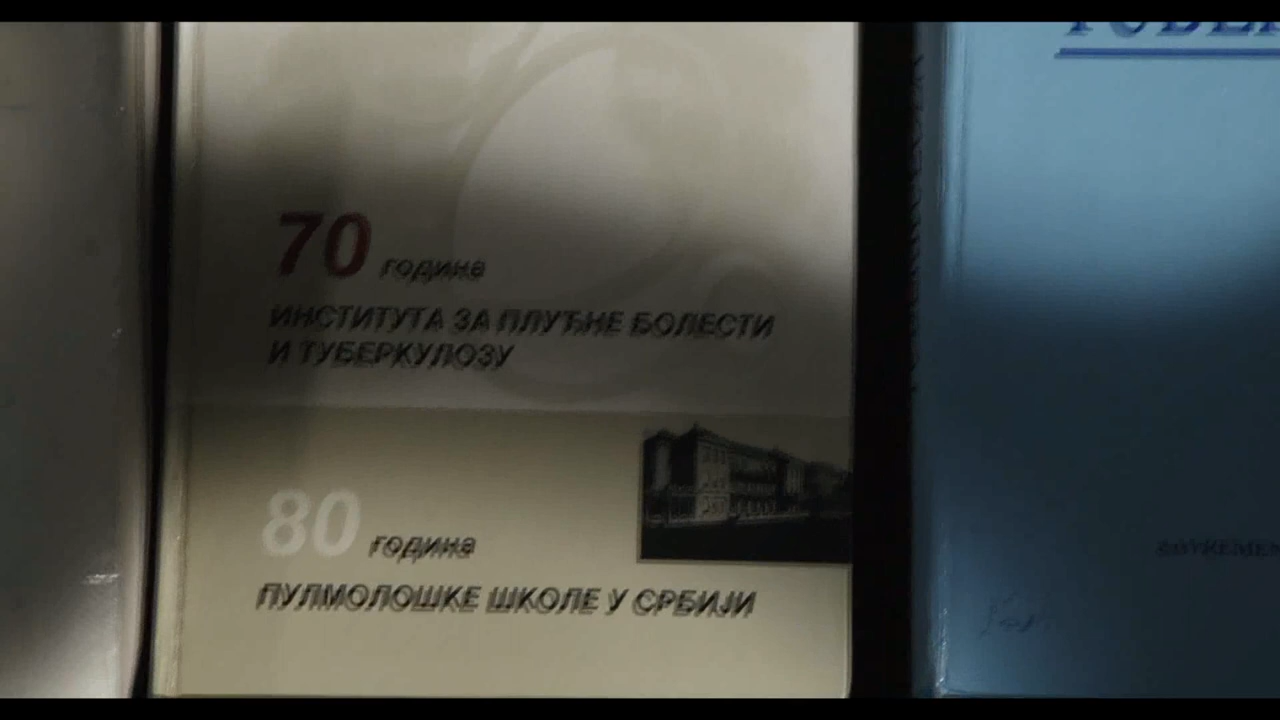 70 година
ИНСТИТУТА ЗА ПЛУЋНЕ БОЛЕСТИ
И ТУБЕРКУЛОЗУ
80 година
ПУЛМОЛОШКЕ ШКОЛЕ У СРБИЈИ